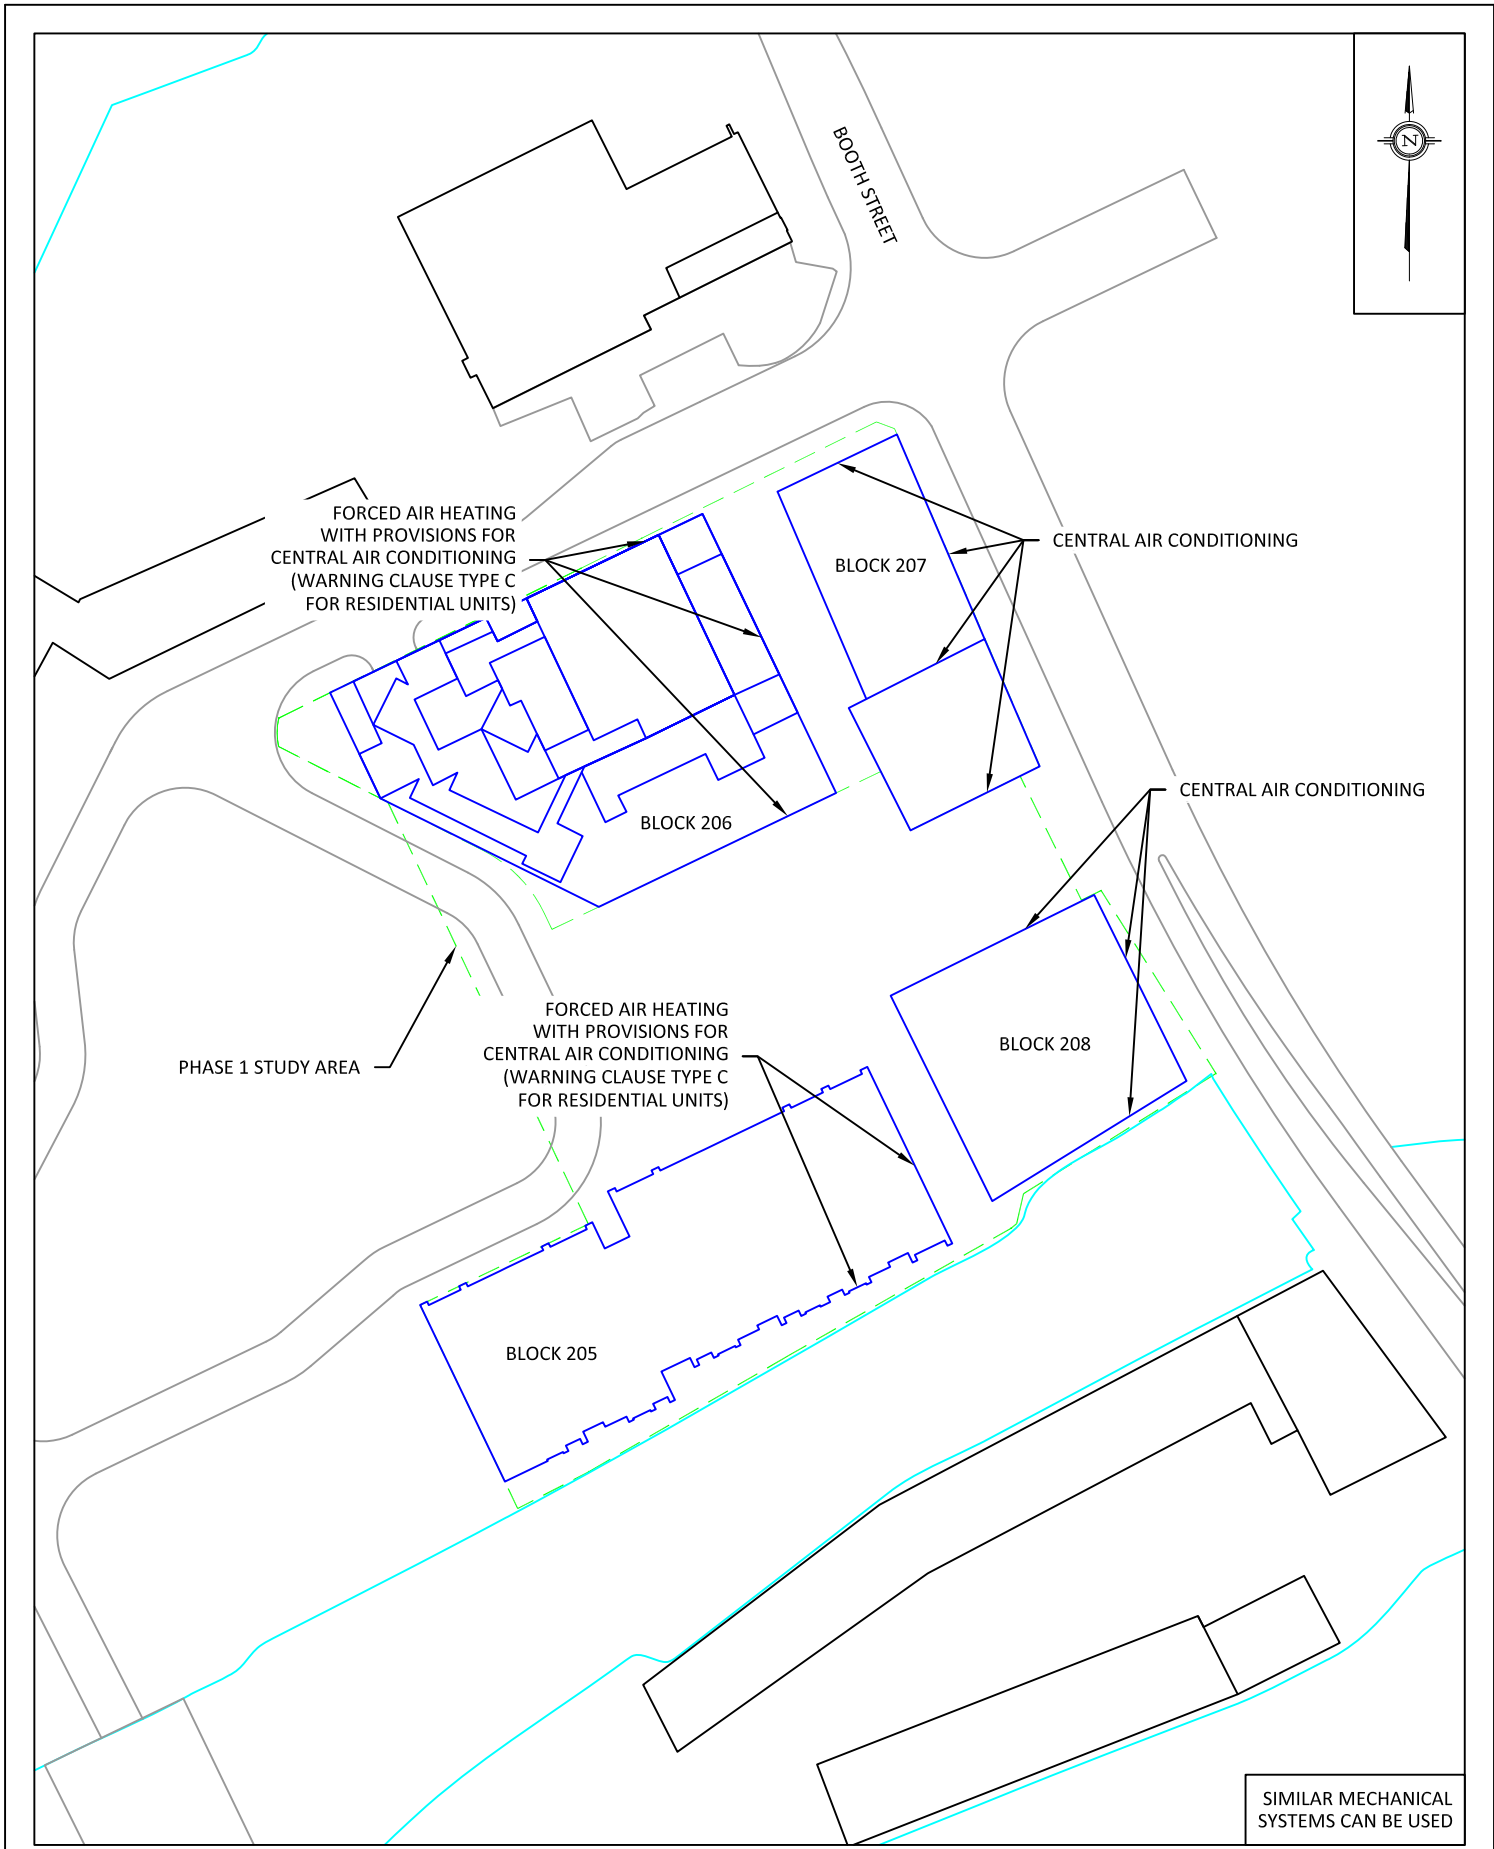 BOOTH STREET
N
FORCED AIR HEATING
WITH PROVISIONS FOR
CENTRAL AIR CONDITIONING
(WARNING CLAUSE TYPE C
FOR RESIDENTIAL UNITS)
CENTRAL AIR CONDITIONING
BLOCK 207
CENTRAL AIR CONDITIONING
BLOCK 206
FORCED AIR HEATING
WITH PROVISIONS FOR
CENTRAL AIR CONDITIONING
(WARNING CLAUSE TYPE C
FOR RESIDENTIAL UNITS)
BLOCK 208
PHASE 1 STUDY AREA
BLOCK 205
SIMILAR MECHANICAL
SYSTEMS CAN BE USED